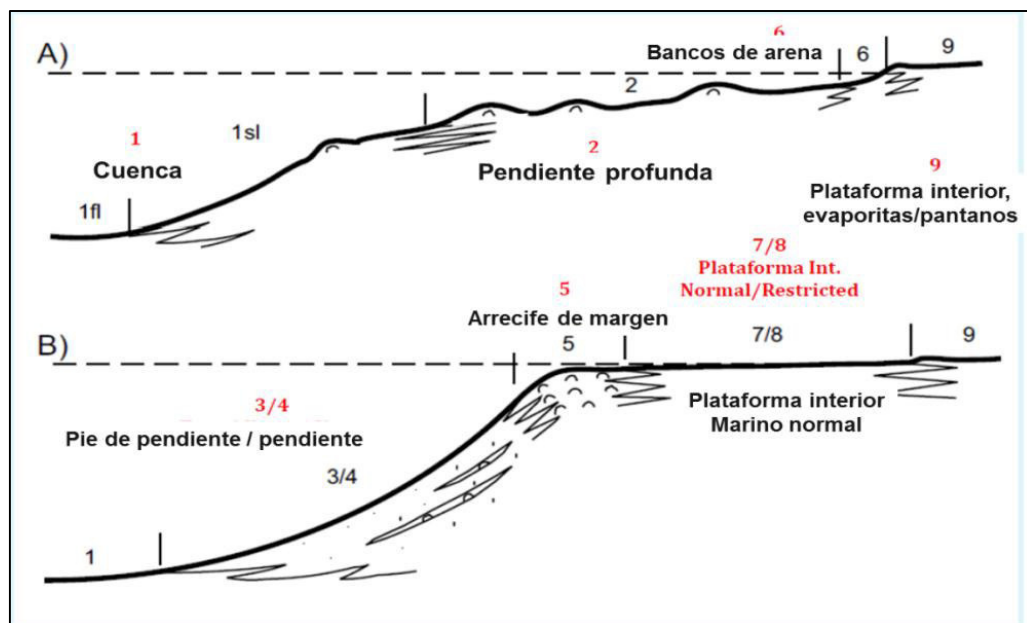 6
A)
Bancos de arena
6
9
2
1sl
1
Cuenca
2
Pendiente profunda
9
Plataforma interior,
evaporitas/pantanos
1fl
7/8
Plataforma Int.
Normal/Restricted
5
Arrecife de margen
B)
5
7/8
9
3/4
Pie de pendiente / pendiente
Plataforma interior
Marino normal
3/4
1